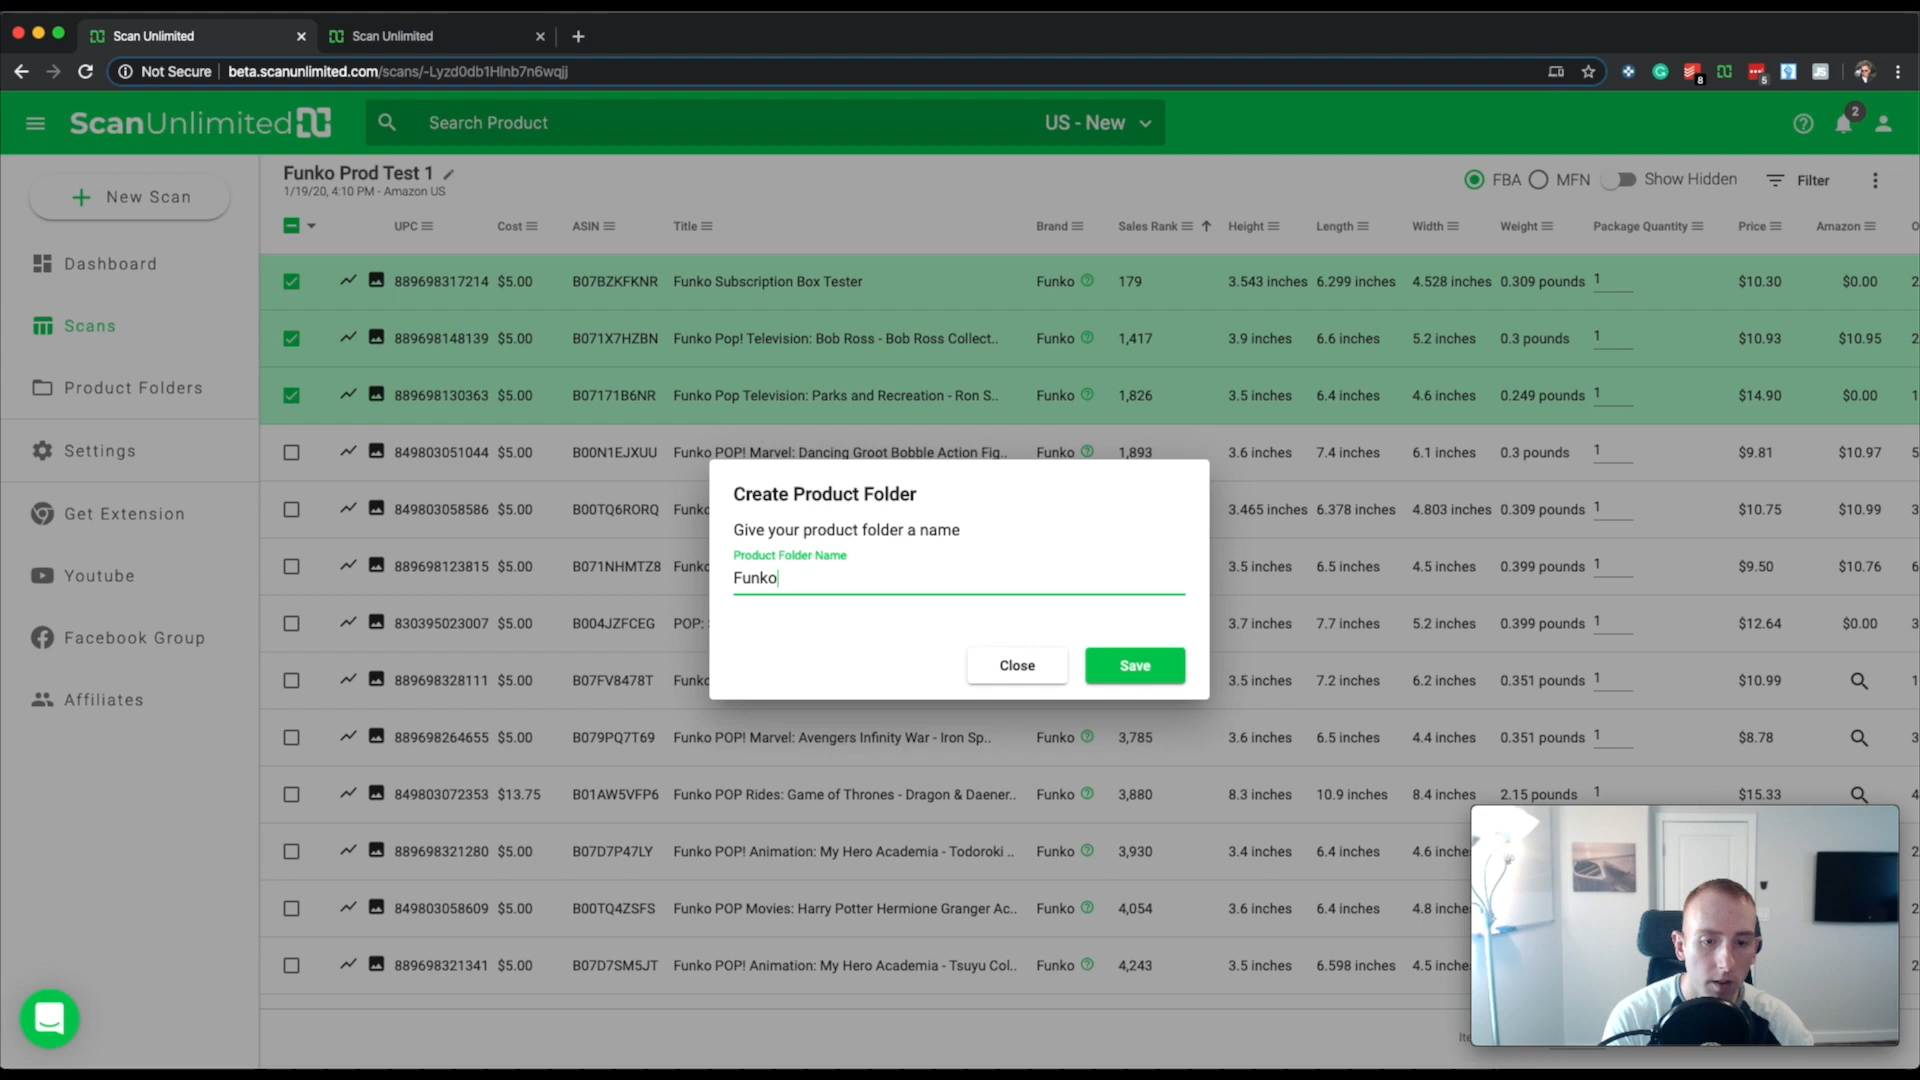 Scan Unlimited
Scan Unlimited
Not Secure beta.scanunlimited.com/scans/-Lyzd0db1Hlnb7n6wqjj
8
5
JS
ScanUnlimited
Search Product
US - New
2
New Scan
Dashboard
Scans
Product Folders
Settings
Get Extension
Youtube
Facebook Group
Affiliates
Funko Prod Test 1
1/19/20, 4:10 PM - Amazon US
FBA MFN Show Hidden Filter
UPC Cost ASIN Title Brand Sales Rank Height Length Width Weight Package Quantity Price Amazon
889698317214 $5.00 B07BZKFKNR Funko Subscription Box Tester Funko 179 3.543 inches 6.299 inches 4.528 inches 0.309 pounds 1 $10.30 $0.00 2
889698148139 $5.00 B071X7HZBN Funko Pop! Television: Bob Ross - Bob Ross Collect.. Funko 1,417 3.9 inches 6.6 inches 5.2 inches 0.3 pounds 1 $10.93 $10.95 2
889698130363 $5.00 B07171B6NR Funko Pop Television: Parks and Recreation - Ron S.. Funko 1,826 3.5 inches 6.4 inches 4.6 inches 0.249 pounds 1 $14.90 $0.00 1
849803051044 $5.00 B00N1EJXUU Funko POP! Marvel: Dancing Groot Bobble Action Fig.. Funko 1,893 3.6 inches 7.4 inches 6.1 inches 0.3 pounds 1 $9.81 $10.97 5
849803058586 $5.00 B00TQ6RORQ Funko 3.465 inches 6.378 inches 4.803 inches 0.309 pounds 1 $10.75 $10.99 3
889698123815 $5.00 B071NHMTZ8 Funko 3.5 inches 6.5 inches 4.5 inches 0.399 pounds 1 $9.50 $10.76 6
830395023007 $5.00 B004JZFCEG POP: 3.7 inches 7.7 inches 5.2 inches 0.399 pounds 1 $12.64 $0.00 3
889698328111 $5.00 B07FV8478T Funko 3.5 inches 7.2 inches 6.2 inches 0.351 pounds 1 $10.99 1
889698264655 $5.00 B079PQ7T69 Funko POP! Marvel: Avengers Infinity War - Iron Sp.. Funko 3,785 3.6 inches 6.5 inches 4.4 inches 0.351 pounds 1 $8.78 3
849803072353 $13.75 B01AW5VFP6 Funko POP Rides: Game of Thrones - Dragon & Daener.. Funko 3,880 8.3 inches 10.9 inches 8.4 inches 2.15 pounds 1 $15.33 4
889698321280 $5.00 B07D7P47LY Funko POP! Animation: My Hero Academia - Todoroki .. Funko 3,930 3.4 inches 6.4 inches 4.6 inche 2
849803058609 $5.00 B00TQ4ZSFS Funko POP Movies: Harry Potter Hermione Granger Ac.. Funko 4,054 3.6 inches 6.4 inches 4.8 inche 2
889698321341 $5.00 B07D7SM5JT Funko POP! Animation: My Hero Academia - Tsuyu Col.. Funko 4,243 3.5 inches 6.598 inches 4.5 inche 2
Create Product Folder
Give your product folder a name
Product Folder Name
Funko
Close Save